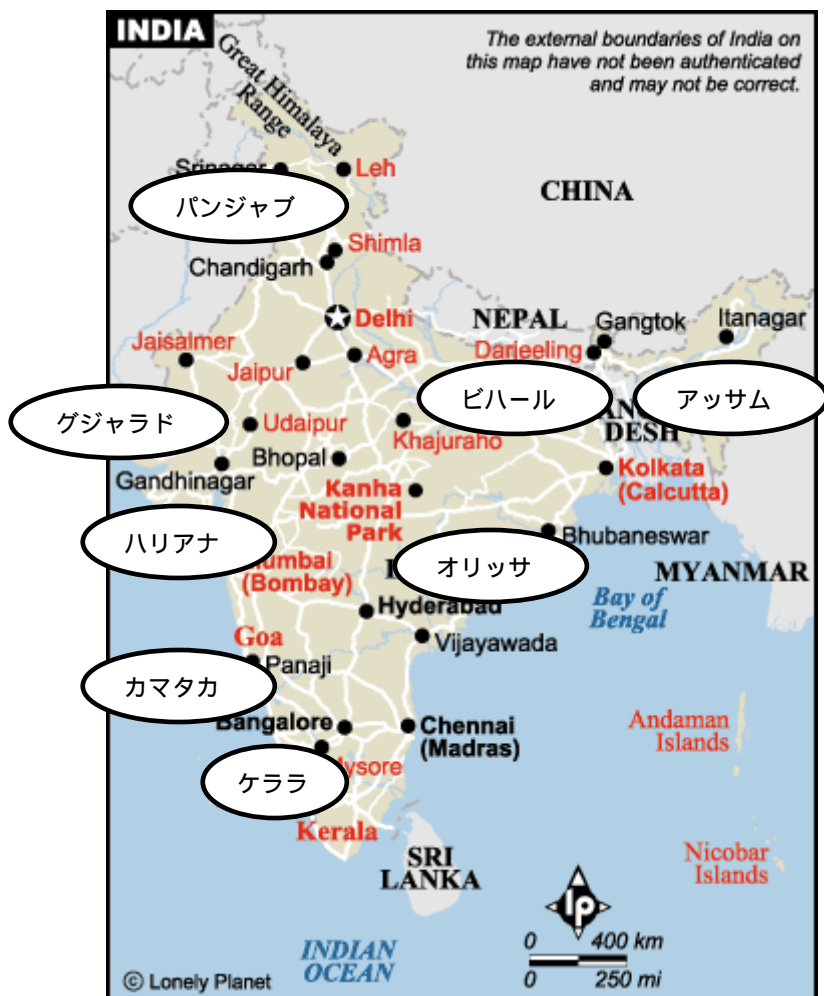 INDIA
The external boundaries of India on
this map have not been authenticated
and may not be correct.
Great Himalaya
Range
Leh
パンジャブ
CHINA
Shimla
Chandigarh
Delhi
NEPAL
Gangtok
Itanagar
Jaisalmer
Jaipur
Agra
Darjeeling
ビハール
アッサム
グジャラド
Udaipur
Khajuraho
DESH
Bhopal
Gandhinagar
Kolkata
(Calcutta)
Kanha
National
Park
ハリアナ
Bhubaneswar
(Bombay)
オリッサ
MYANMAR
Hyderabad
Bay of
Bengal
Goa
Vijayawada
Panaji
カマタカ
Bangalore
Chennai
(Madras)
Andaman
Islands
ケララ
Kerala
SRI
LANKA
Nicobar
Islands
lp
INDIAN
OCEAN
0 400 km
0 250 mi
© Lonely Planet